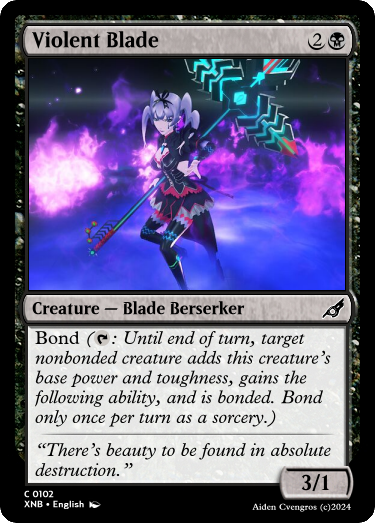 Violent Blade 2
Creature — Blade Berserker
Bond (: Until end of turn, target
nonbonded creature adds this creature's
base power and toughness, gains the
following ability, and is bonded. Bond
only once per turn as a sorcery.)
“There's beauty to be found in absolute
destruction.”
3/1
C 0102
XNB • English
Aiden Cvengros (c)2024